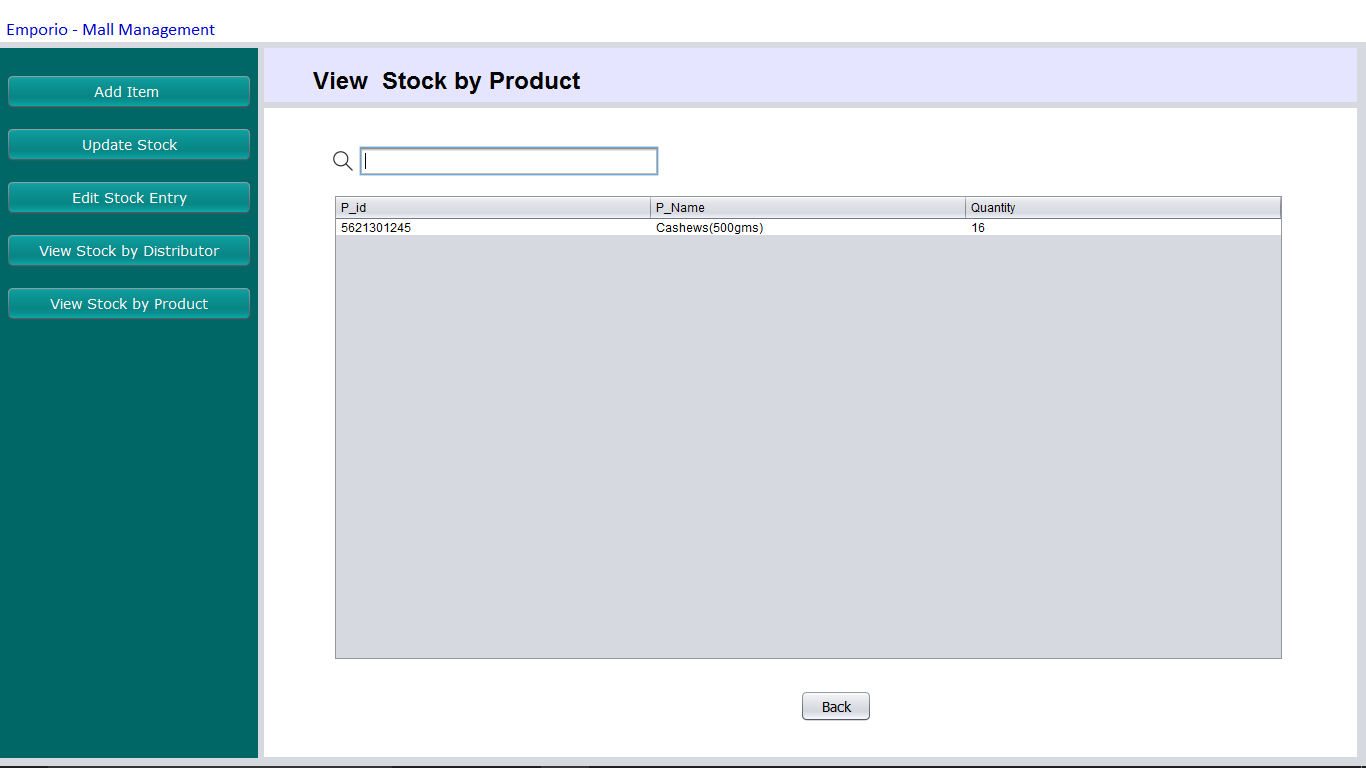 Emporio - Mall Management
Add Item
Update Stock
Edit Stock Entry
View Stock by Distributor
View Stock by Product
View  Stock by Product
P_id P_Name Quantity
5621301245 Cashews(500gms) 16
Back